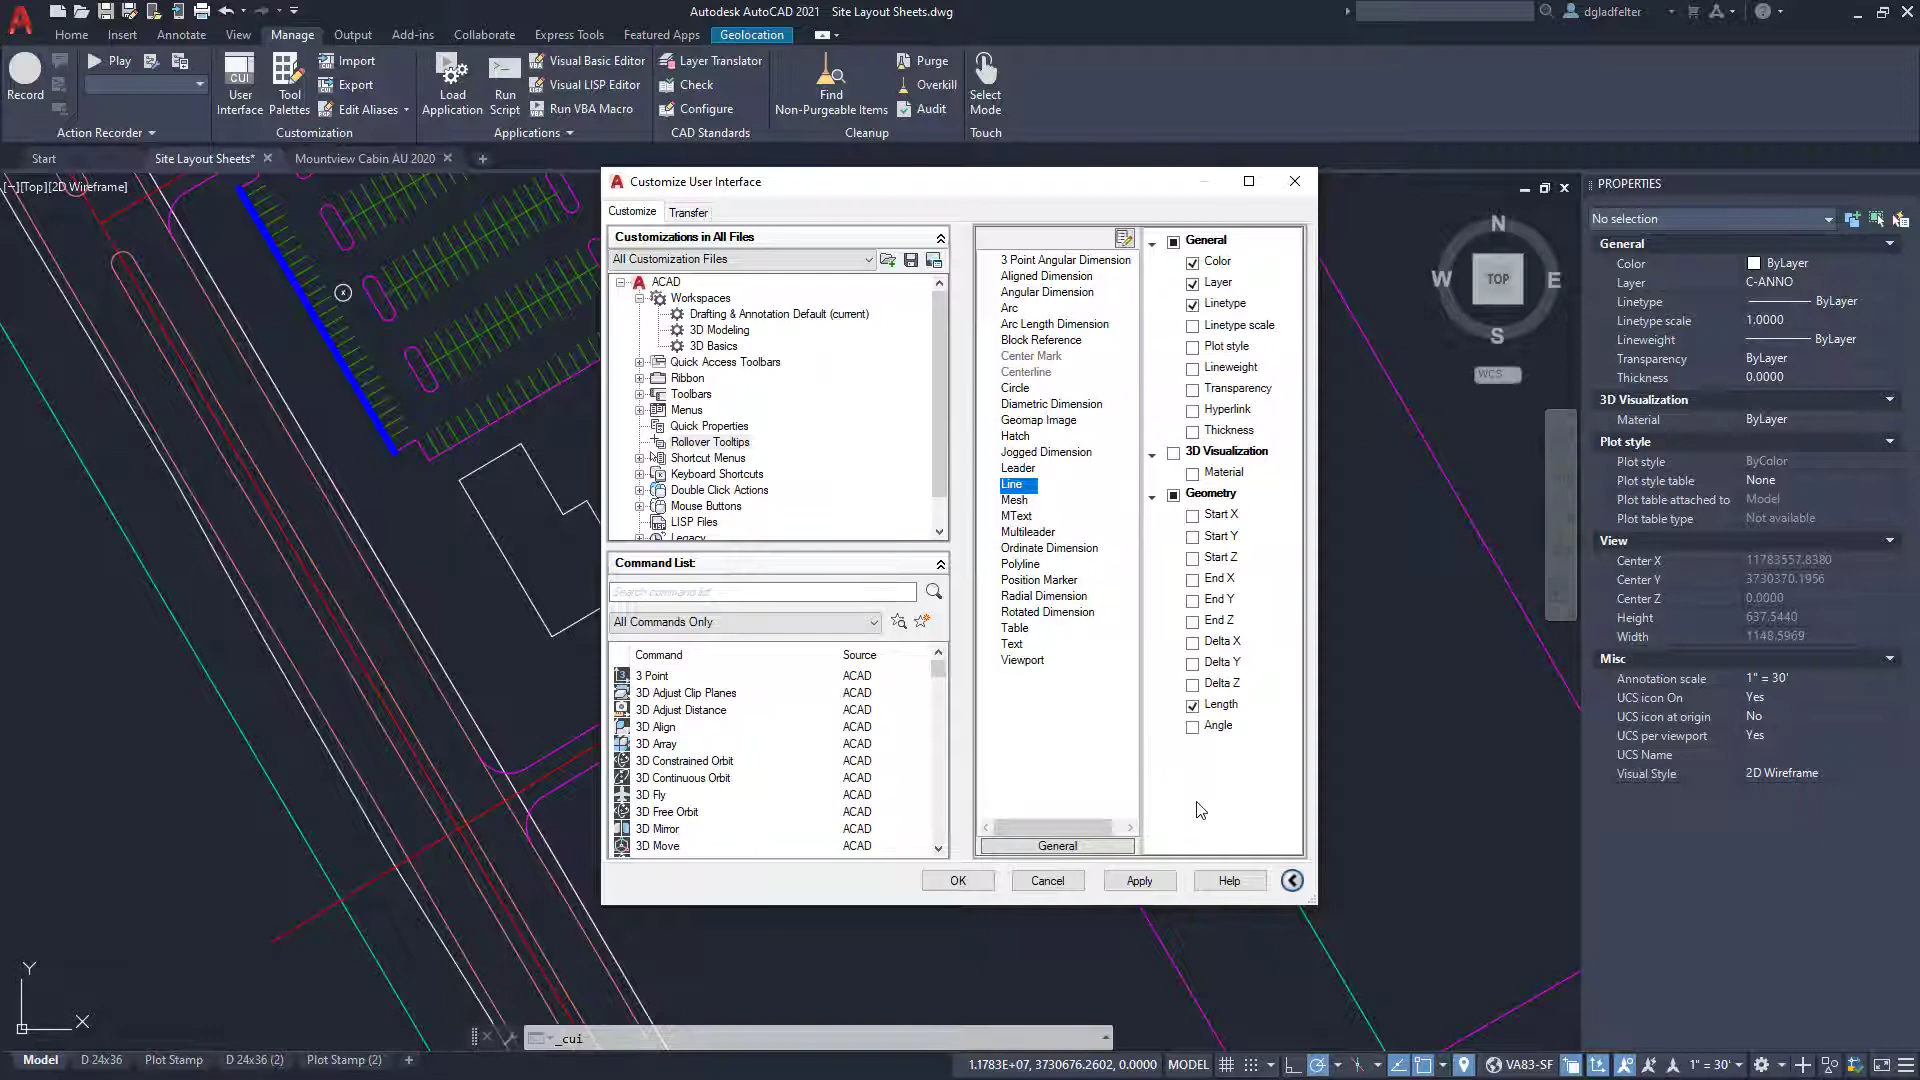 Autodesk AutoCAD 2021 Site Layout Sheets.dwg
dgladfelter
Home Insert Annotate View Manage Output Add-ins Collaborate Express Tools Featured Apps Geolocation
Record
Play
Action Recorder
CUI
User Interface
Tool Palettes
Import
Export
Edit Aliases
Customization
Load Application
Run Script
Visual Basic Editor
Visual LISP Editor
Run VBA Macro
Applications
Layer Translator
Check
Configure
CAD Standards
Find Non-Purgeable Items
Purge
Overkill
Audit
Cleanup
Select Mode
Touch
Start
Site Layout Sheets*
Mountview Cabin AU 2020
[−][Top][2D Wireframe]
Customize User Interface
Customize Transfer
Customizations in All Files
All Customization Files
ACAD
Workspaces
Drafting & Annotation Default (current)
3D Modeling
3D Basics
Quick Access Toolbars
Ribbon
Toolbars
Menus
Quick Properties
Rollover Tooltips
Shortcut Menus
Keyboard Shortcuts
Double Click Actions
Mouse Buttons
LISP Files
Legacy
Command List:
Search command list
All Commands Only
Command Source
3 Point ACAD
3D Adjust Clip Planes ACAD
3D Adjust Distance ACAD
3D Align ACAD
3D Array ACAD
3D Constrained Orbit ACAD
3D Continuous Orbit ACAD
3D Fly ACAD
3D Free Orbit ACAD
3D Mirror ACAD
3D Move ACAD
3 Point Angular Dimension
Aligned Dimension
Angular Dimension
Arc
Arc Length Dimension
Block Reference
Center Mark
Centerline
Circle
Diametric Dimension
Geomap Image
Hatch
Jogged Dimension
Leader
Line
Mesh
MText
Multileader
Ordinate Dimension
Polyline
Position Marker
Radial Dimension
Rotated Dimension
Table
Text
Viewport
General
General
Color
Layer
Linetype
Linetype scale
Plot style
Lineweight
Transparency
Hyperlink
Thickness
3D Visualization
Material
Geometry
Start X
Start Y
Start Z
End X
End Y
End Z
Delta X
Delta Y
Delta Z
Length
Angle
OK Cancel Apply Help
N
W TOP E
S
WCS
PROPERTIES
No selection
General
Color ByLayer
Layer C-ANNO
Linetype ByLayer
Linetype scale 1.0000
Lineweight ByLayer
Transparency ByLayer
Thickness 0.0000
3D Visualization
Material ByLayer
Plot style
Plot style ByColor
Plot style table None
Plot table attached to Model
Plot table type Not available
View
Center X 11783557.8380
Center Y 3730370.1956
Center Z 0.0000
Height 637.5440
Width 1148.5969
Misc
Annotation scale 1" = 30'
UCS icon On Yes
UCS icon at origin No
UCS per viewport Yes
UCS Name
Visual Style 2D Wireframe
Y
X
_cui
Model D 24x36 Plot Stamp D 24x36 (2) Plot Stamp (2)
1.1783E+07, 3730676.2602, 0.0000 MODEL VA83-SF 1" = 30'